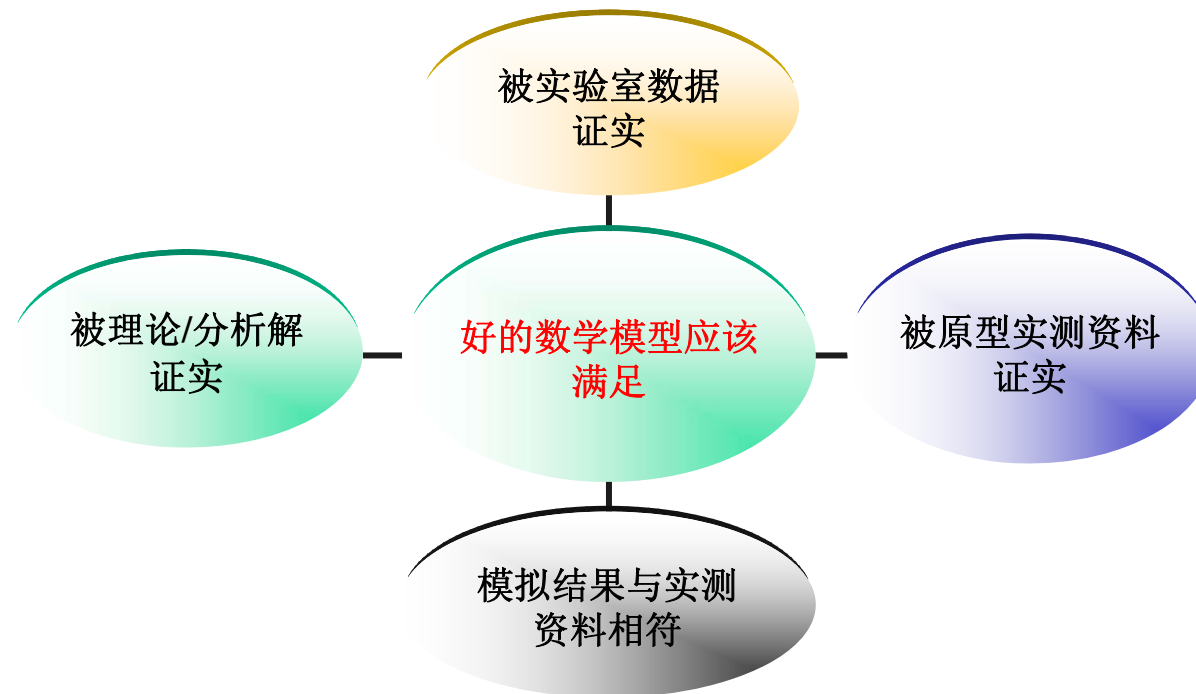 被实验室数据
证实
被理论/分析解
证实
好的数学模型应该
满足
被原型实测资料
证实
模拟结果与实测
资料相符